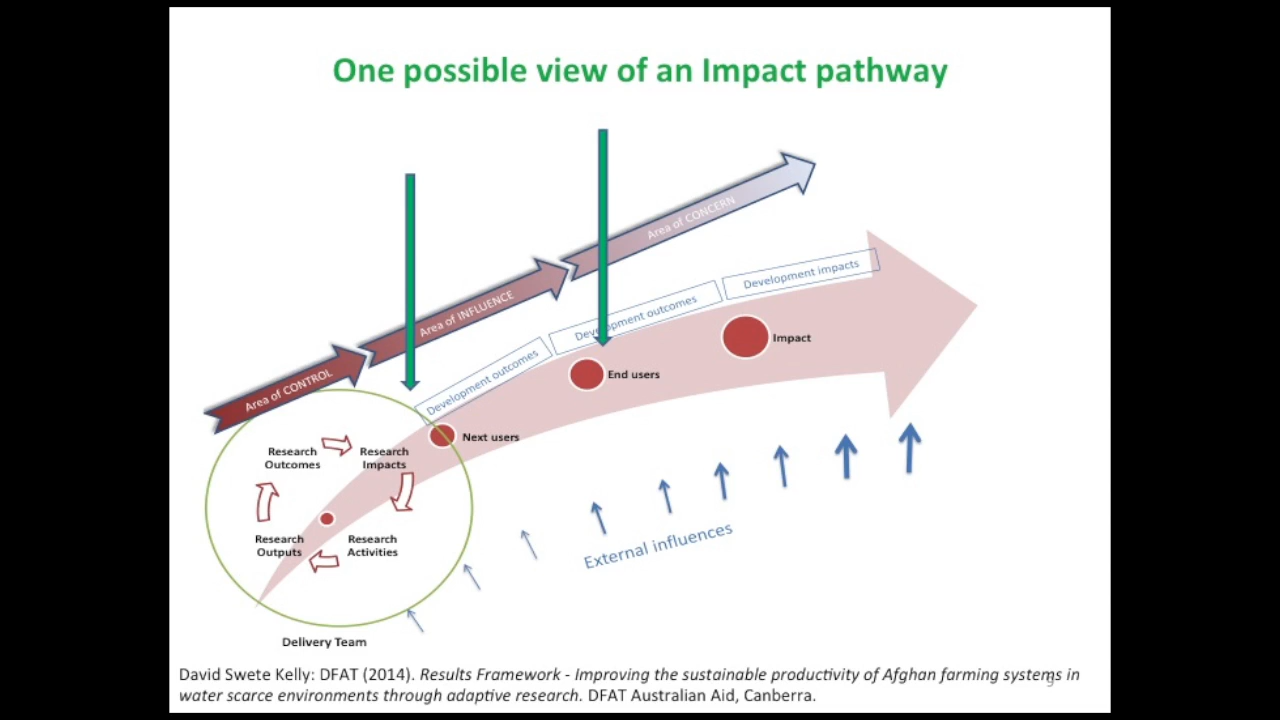 One possible view of an Impact pathway
Area of CONCERN
Area of INFLUENCE
Area of CONTROL
Development impacts
Development outcomes
Development outcomes
Impact
End users
Next users
Research
Outcomes
Research
Impacts
Research
Outputs
Research
Activities
External influences
Delivery Team
David Swete Kelly: DFAT (2014). Results Framework - Improving the sustainable productivity of Afghan farming systems in
water scarce environments through adaptive research. DFAT Australian Aid, Canberra.
9